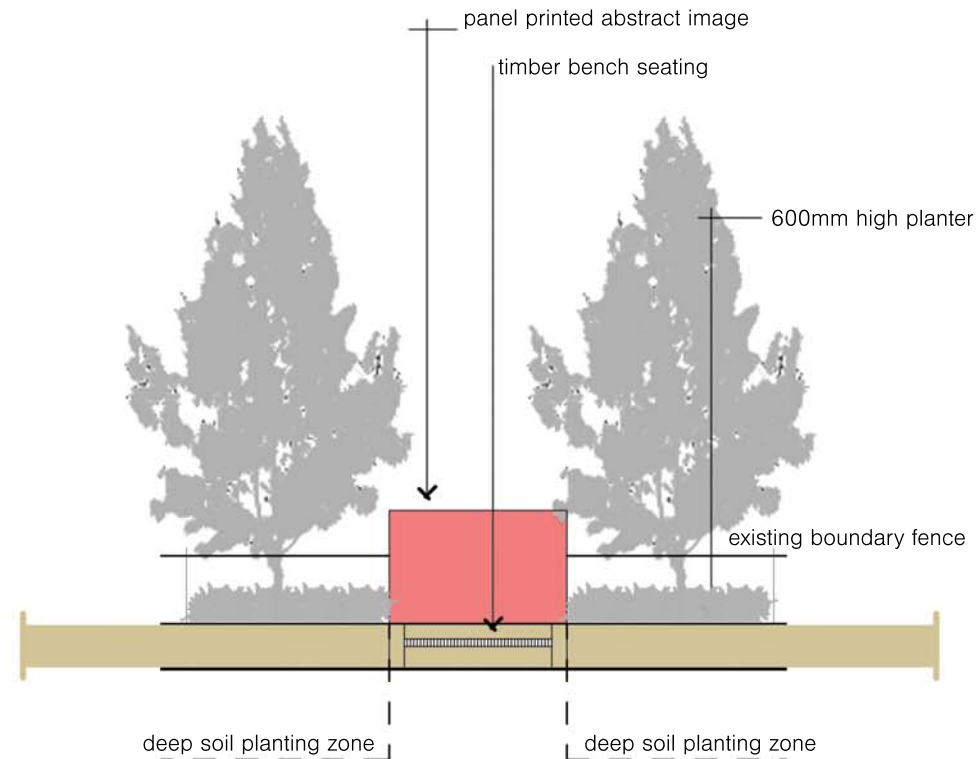 panel printed abstract image
timber bench seating
600mm high planter
existing boundary fence
deep soil planting zone
deep soil planting zone